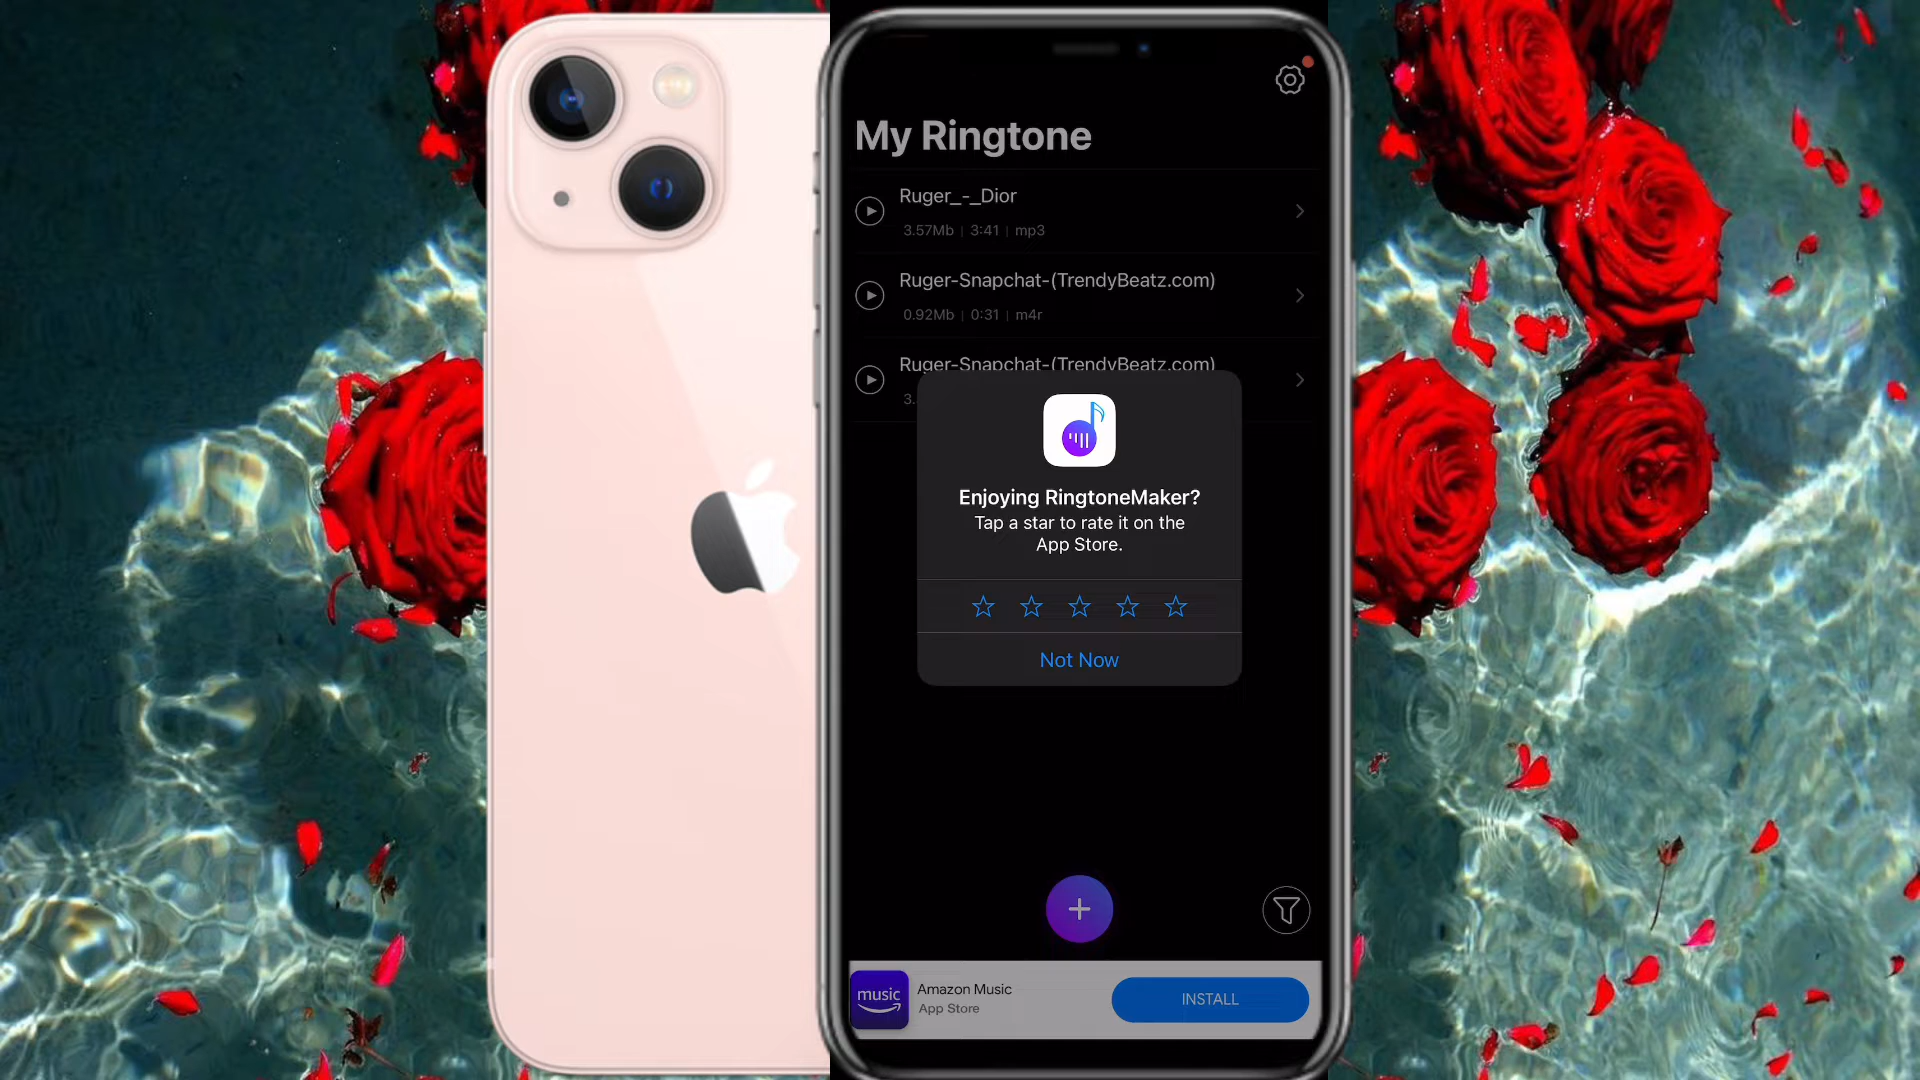 My Ringtone
Ruger_-_Dior
3.57Mb | 3:41 | mp3
Ruger-Snapchat-(TrendyBeatz.com)
0.92Mb | 0:31 | m4r
Ruger-Snapchat-(TrendyBeatz.com)
3.
Enjoying RingtoneMaker?
Tap a star to rate it on the
App Store.
Not Now
music
Amazon Music
App Store
INSTALL